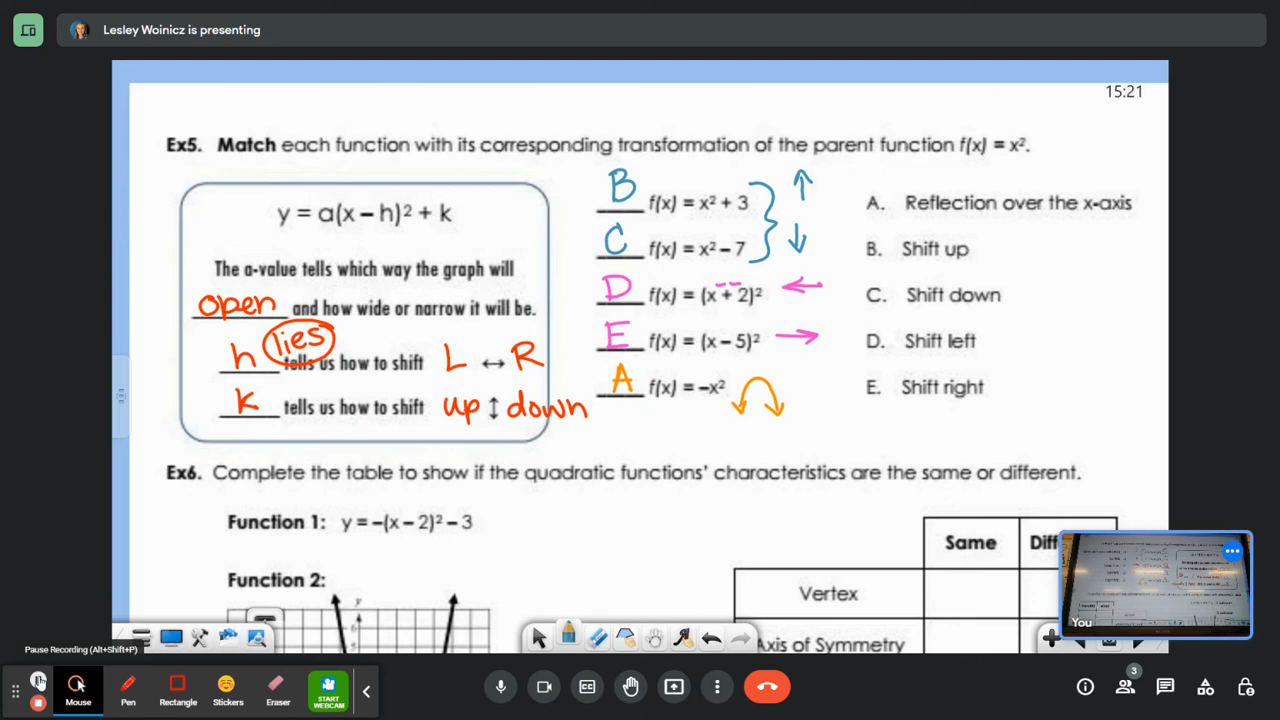 Lesley Woinicz is presenting
15:21
Ex5. Match each function with its corresponding transformation of the parent function f(x) = x².
y = a(x – h)² + k
The a-value tells which way the graph will
open and how wide or narrow it will be.
lies
h tells us how to shift L ↔ R
k tells us how to shift up ↕ down
B f(x) = x² + 3 ↑
C f(x) = x² – 7 ↓
D f(x) = (x + 2)² ←
E f(x) = (x – 5)² →
A f(x) = –x²
A. Reflection over the x-axis
B. Shift up
C. Shift down
D. Shift left
E. Shift right
Ex6. Complete the table to show if the quadratic functions' characteristics are the same or different.
Function 1: y = –(x – 2)² – 3
Function 2:
y
Same Diff
Vertex
Axis of Symmetry
You
Pause Recording (Alt+Shift+P)
Mouse Pen Rectangle Stickers Eraser START WEBCAM
CC
3